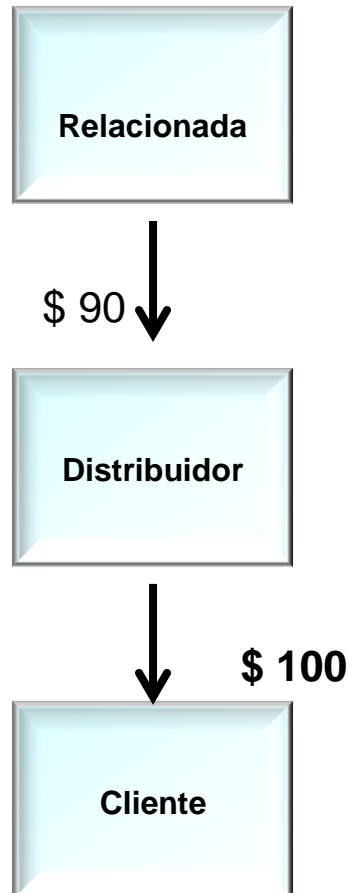 Relacionada
$ 90
Distribuidor
$ 100
Cliente